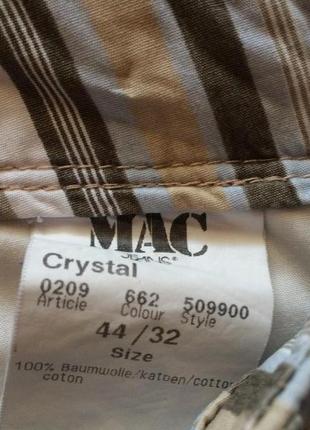 MAC
JEANS®
Crystal
0209 662 509900
Article Colour Style
44/32
Size
100% Baumwolle/katoen/cotton
coton